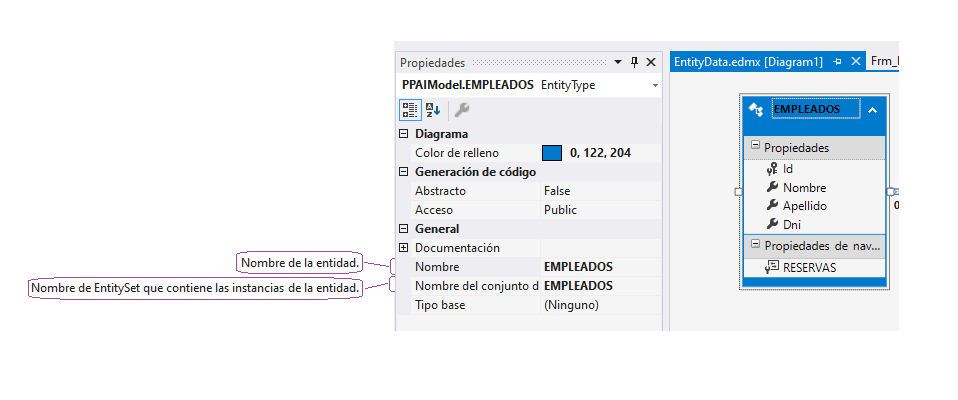 Propiedades
PPAIModel.EMPLEADOS EntityType
Diagrama
Color de relleno 0, 122, 204
Generación de código
Abstracto False
Acceso Public
General
Documentación
Nombre EMPLEADOS
Nombre del conjunto d EMPLEADOS
Tipo base (Ninguno)
Nombre de la entidad.
Nombre de EntitySet que contiene las instancias de la entidad.
EntityData.edmx [Diagram1] Frm_
EMPLEADOS
Propiedades
Id
Nombre
Apellido
Dni
Propiedades de nav...
RESERVAS
0